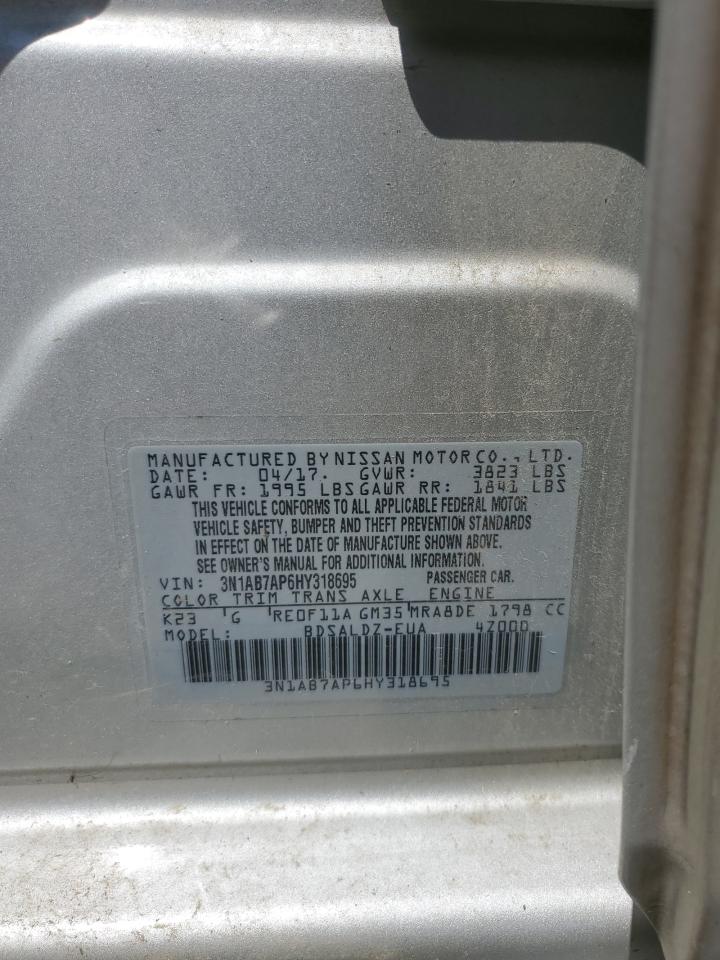 MANUFACTURED BY NISSAN MOTOR CO., LTD.
DATE: 04/17. GVWR: 3823 LBS
GAWR FR: 1995 LBS GAWR RR: 1841 LBS
THIS VEHICLE CONFORMS TO ALL APPLICABLE FEDERAL MOTOR
VEHICLE SAFETY, BUMPER AND THEFT PREVENTION STANDARDS
IN EFFECT ON THE DATE OF MANUFACTURE SHOWN ABOVE.
SEE OWNER'S MANUAL FOR ADDITIONAL INFORMATION.
VIN: 3N1AB7AP6HY318695 PASSENGER CAR.
COLOR TRIM TRANS AXLE ENGINE
K23 G RE0F11A GM35 MRA8DE 1798 CC
MODEL: BDSALDZ-EUA 4Z000
3N1AB7AP6HY318695